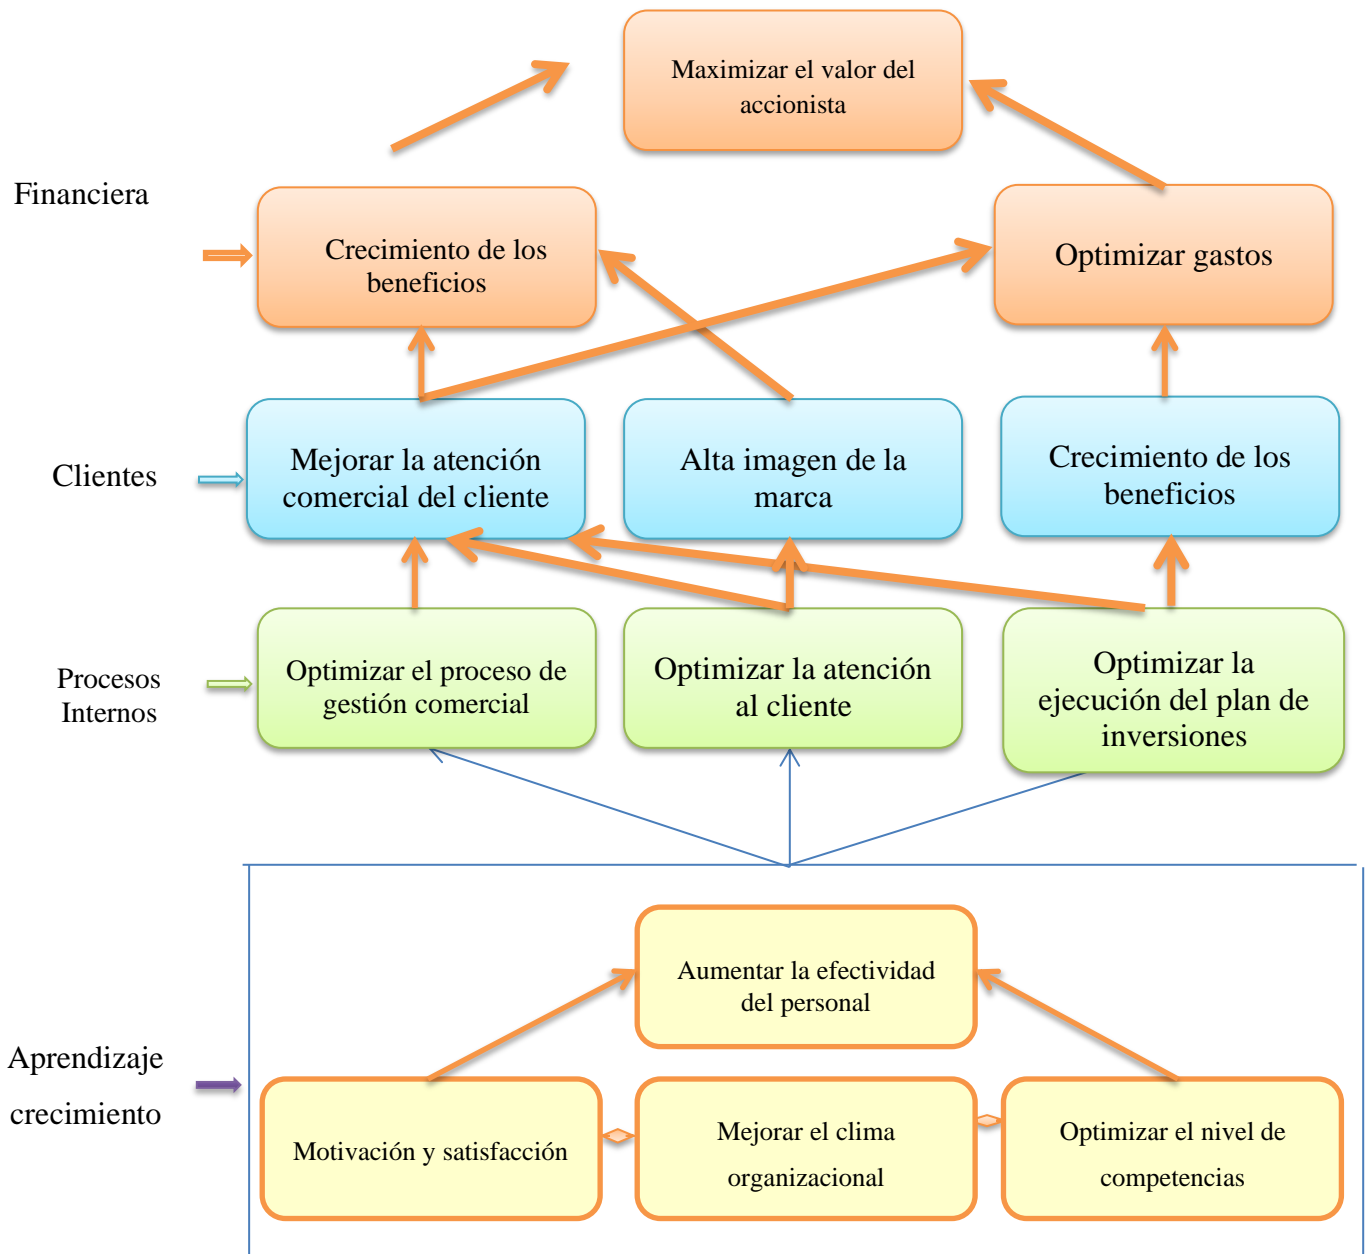 Maximizar el valor del
accionista
Financiera
Crecimiento de los
beneficios
Optimizar gastos
Clientes
Mejorar la atención
comercial del cliente
Alta imagen de la
marca
Crecimiento de los
beneficios
Procesos
Internos
Optimizar el proceso de
gestión comercial
Optimizar la atención
al cliente
Optimizar la
ejecución del plan de
inversiones
Aumentar la efectividad
del personal
Aprendizaje
crecimiento
Motivación y satisfacción
Mejorar el clima
organizacional
Optimizar el nivel de
competencias